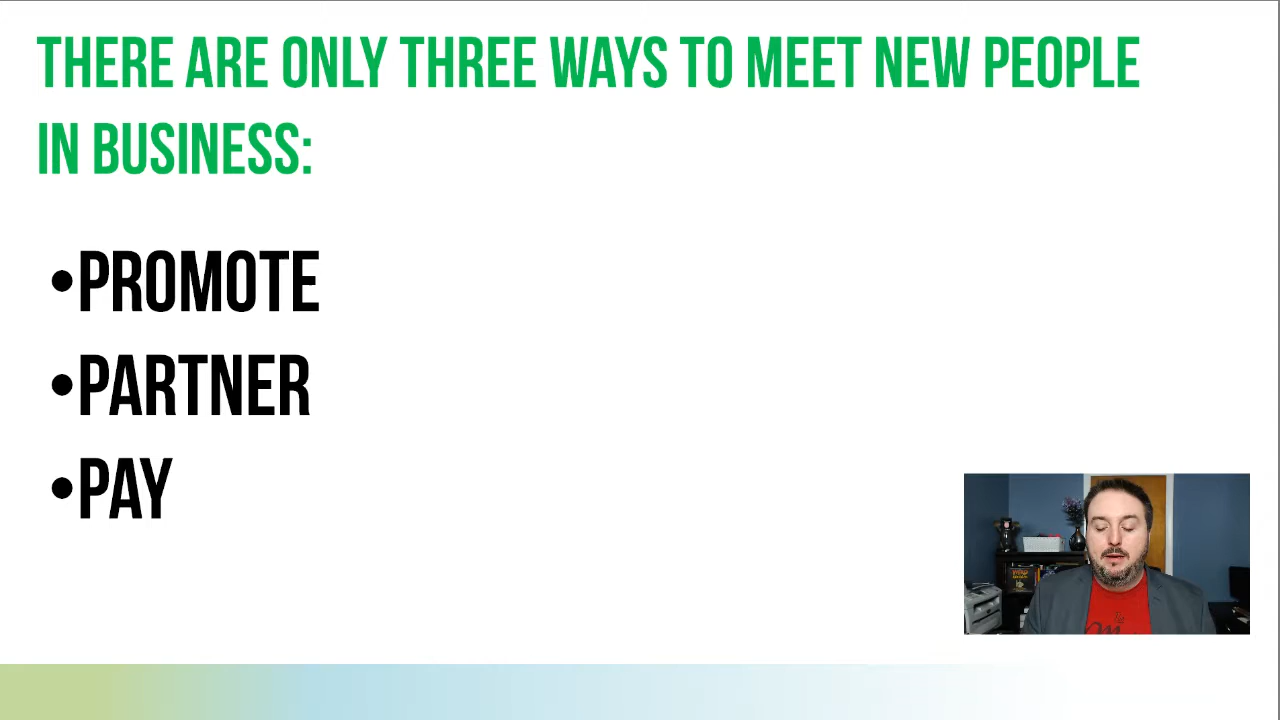 THERE ARE ONLY THREE WAYS TO MEET NEW PEOPLE
IN BUSINESS:
•PROMOTE
•PARTNER
•PAY